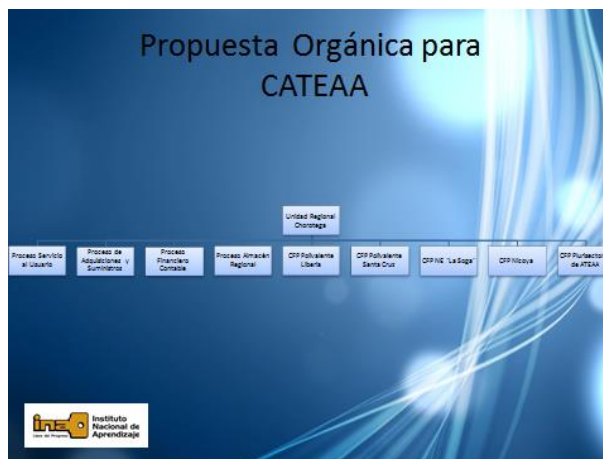 Propuesta Orgánica para
CATEAA
Unidad Regional
Chorotega
Proceso Servicio
al Usuario
Proceso de
Adquisiciones y
Suministros
Proceso
Financiero
Contable
Proceso Almacén
Regional
CFP Polivalente
Liberia
CFP Polivalente
Santa Cruz
CFP NE "La Soga"
CFP Nicoya
CFP Plurisector
de ATEAA
ina
Instituto
Nacional de
Aprendizaje